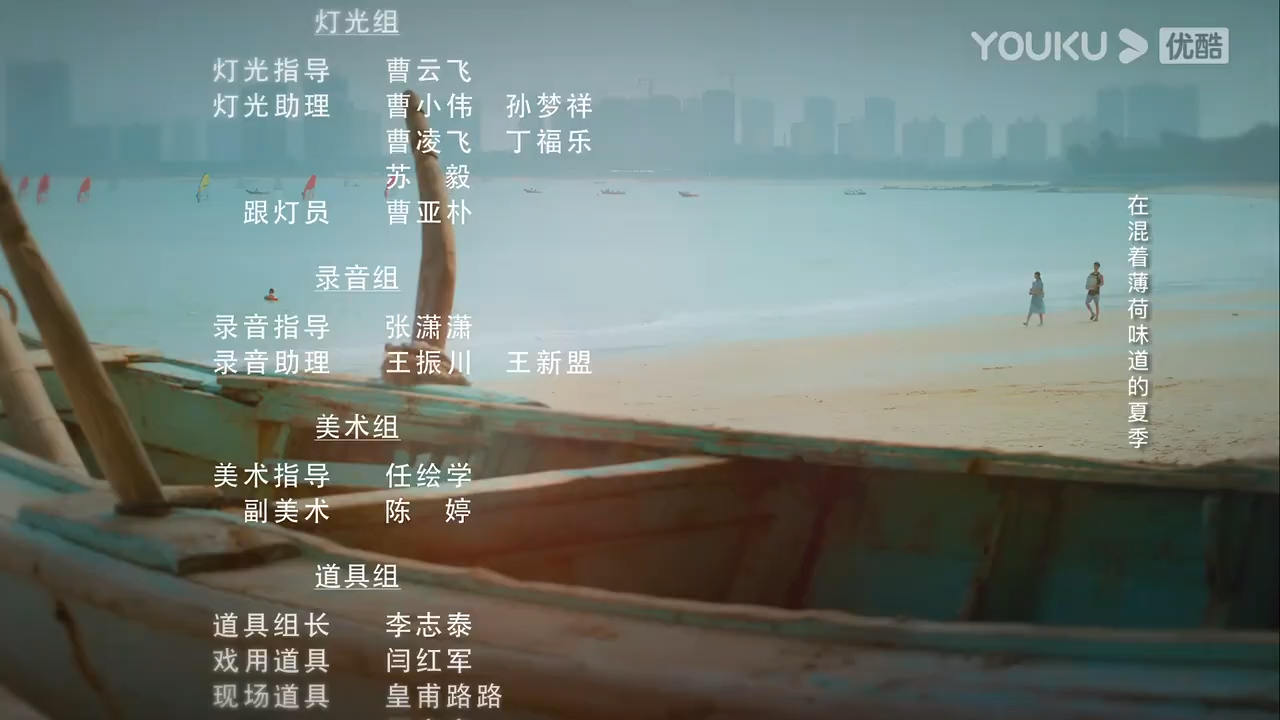 灯光组
YOUKU 优酷
灯光指导 曹云飞
灯光助理 曹小伟 孙梦祥
曹凌飞 丁福乐
苏 毅
跟灯员 曹亚朴
录音组
录音指导 张潇潇
录音助理 王振川 王新盟
美术组
美术指导 任绘学
副美术 陈 婷
道具组
道具组长 李志泰
戏用道具 闫红军
现场道具 皇甫路路
在混着薄荷味道的夏季